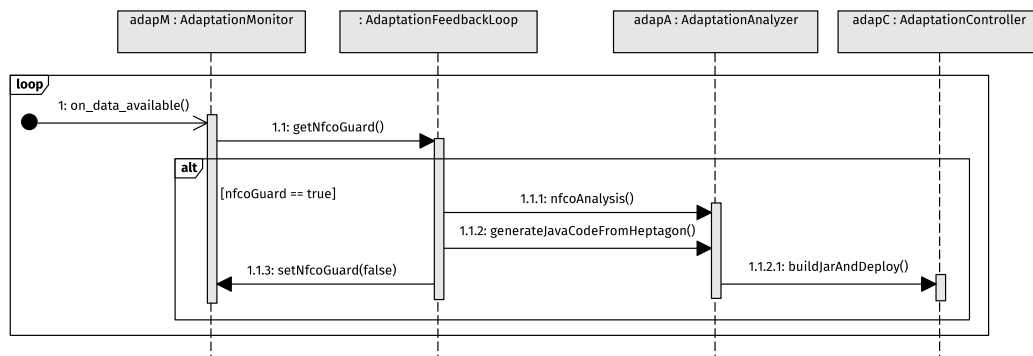 adapM : AdaptationMonitor
: AdaptationFeedbackLoop
adapA : AdaptationAnalyzer
adapC : AdaptationController
loop
1: on_data_available()
1.1: getNfcoGuard()
alt
[nfcoGuard == true]
1.1.1: nfcoAnalysis()
1.1.2: generateJavaCodeFromHeptagon()
1.1.3: setNfcoGuard(false)
1.1.2.1: buildJarAndDeploy()